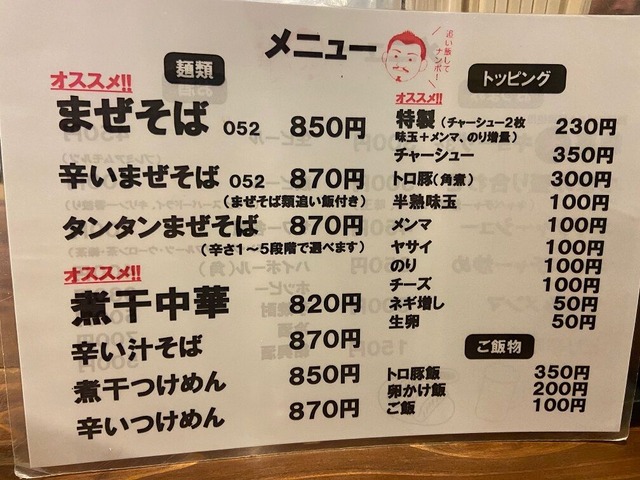 メニュー
追い飯して
ナンボ!
麺類
オススメ!!
まぜそば 052 850円
辛いまぜそば 052 870円
(まぜそば類追い飯付き)
タンタンまぜそば 870円
(辛さ1～5段階で選べます)
オススメ!!
煮干中華 820円
辛い汁そば 870円
煮干つけめん 850円
辛いつけめん 870円
トッピング
オススメ!!
特製(チャーシュー2枚 230円
味玉+メンマ、のり増量)
チャーシュー 350円
トロ豚(角煮) 300円
半熟味玉 100円
メンマ 100円
ヤサイ 100円
のり 100円
チーズ 100円
ネギ増し 50円
生卵 50円
ご飯物
トロ豚飯 350円
卵かけ飯 200円
ご飯 100円